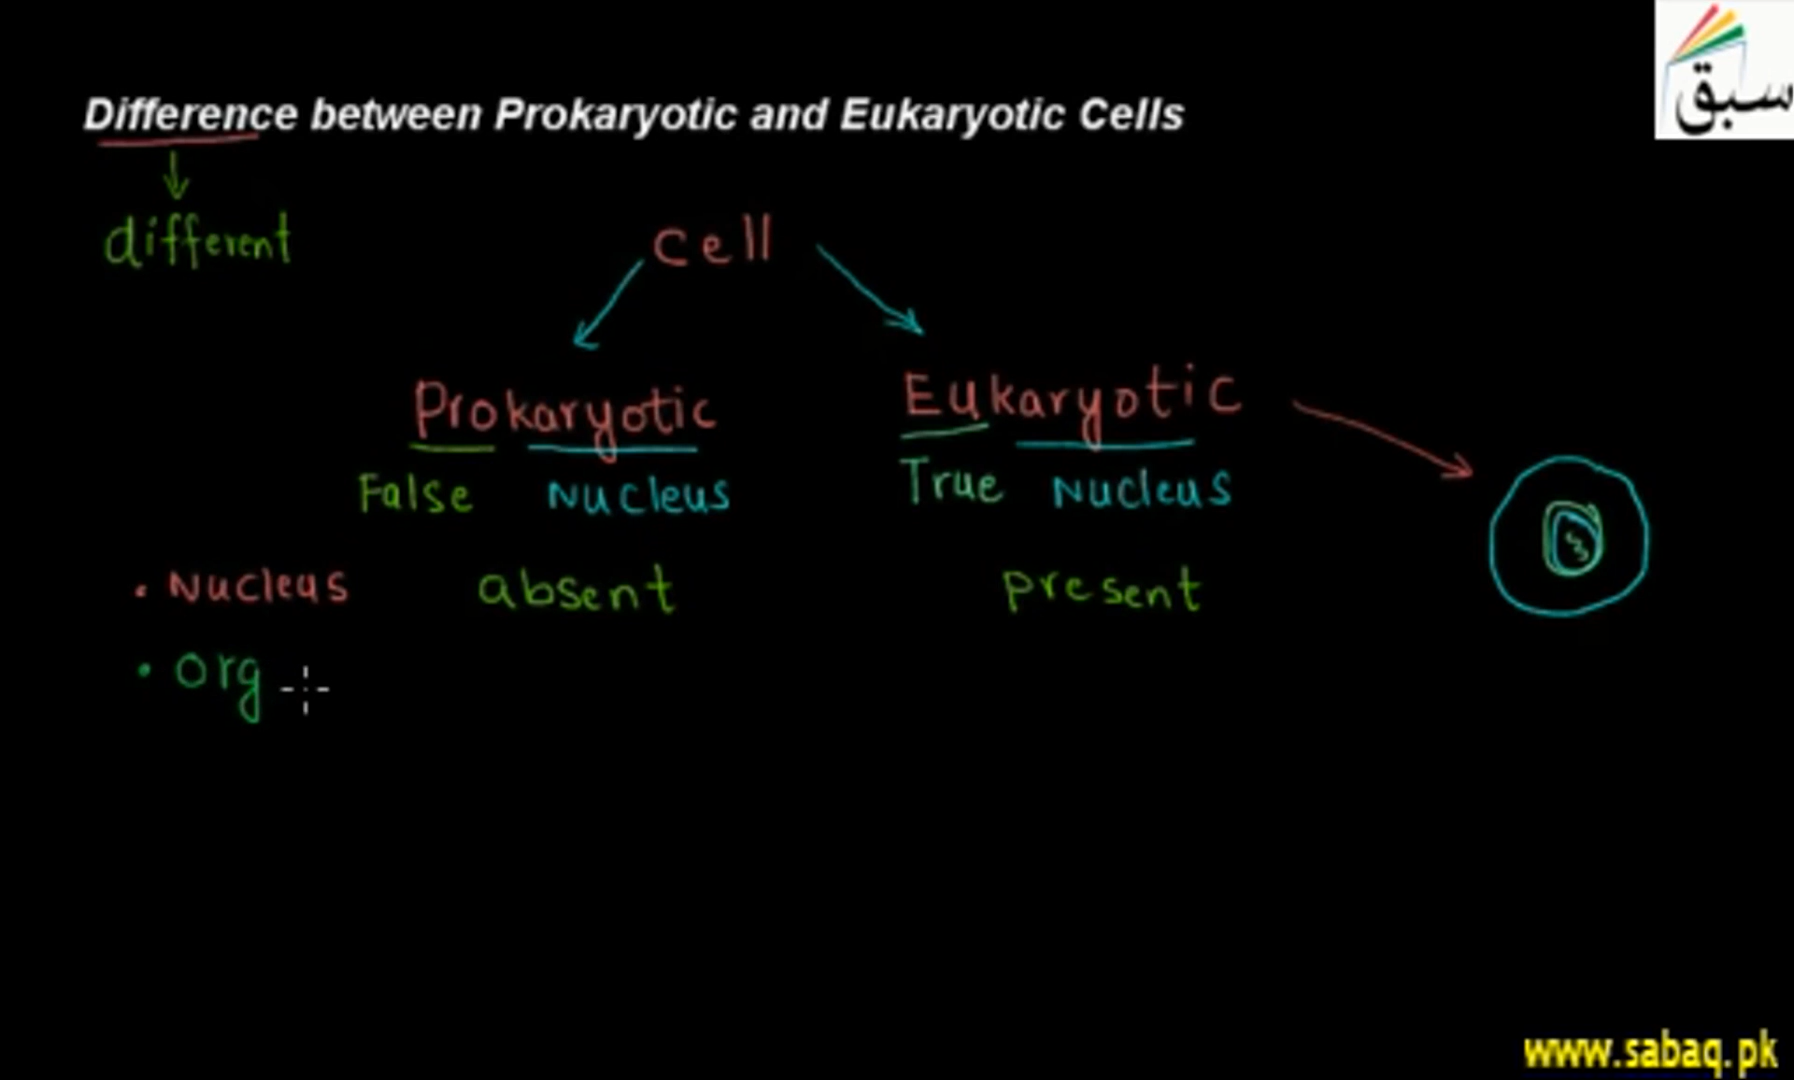 سبق
Difference between Prokaryotic and Eukaryotic Cells
different
cell
Prokaryotic Eukaryotic
False Nucleus True Nucleus
• Nucleus absent present
• org
www.sabaq.pk